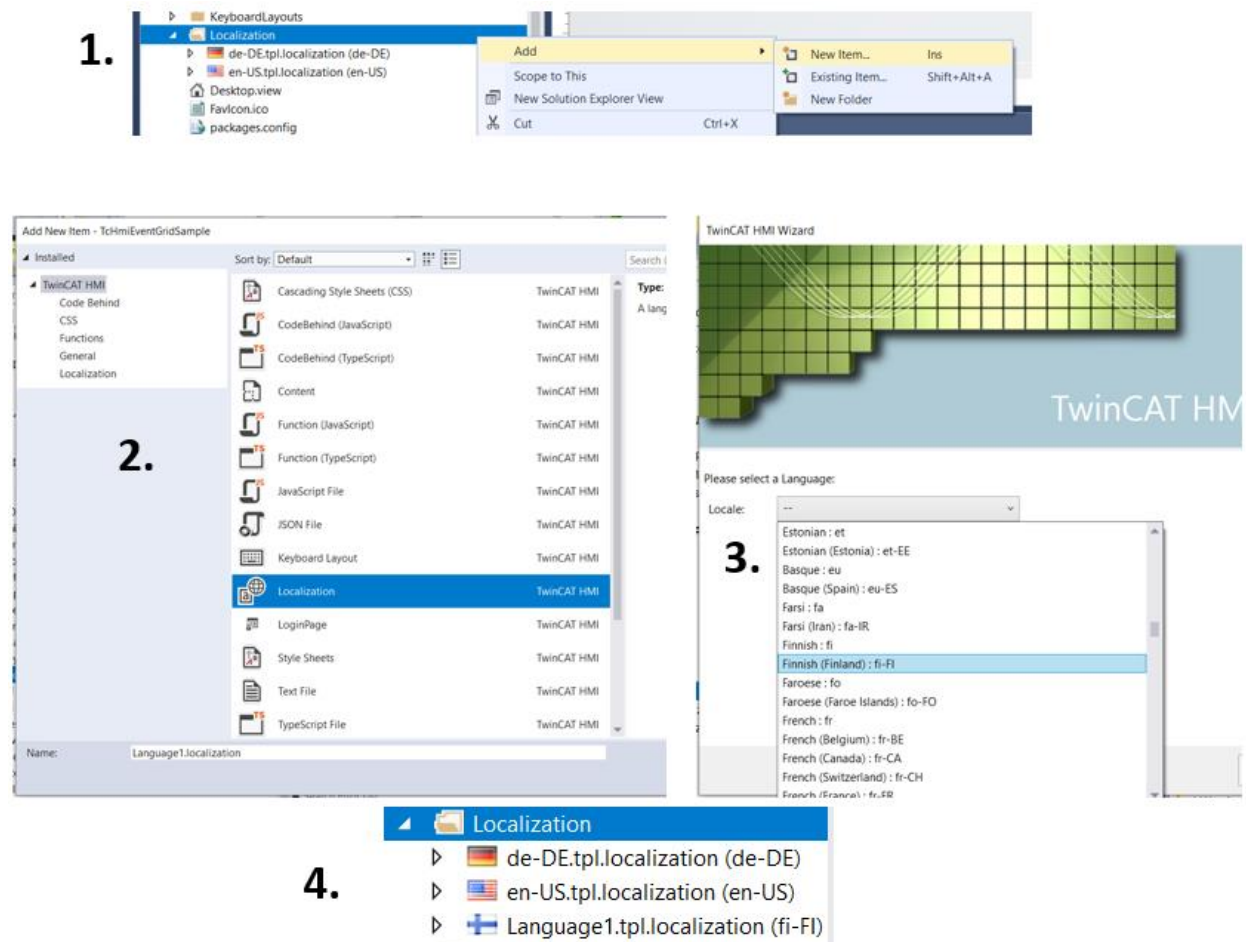 1.
KeyboardLayouts
Localization
de-DE.tpl.localization (de-DE)
en-US.tpl.localization (en-US)
Desktop.view
FavIcon.ico
packages.config
Add
Scope to This
New Solution Explorer View
Cut Ctrl+X
New Item... Ins
Existing Item... Shift+Alt+A
New Folder
Add New Item - TcHmiEventGridSample
Installed
TwinCAT HMI
Code Behind
CSS
Functions
General
Localization
2.
Sort by: Default
Search
Cascading Style Sheets (CSS) TwinCAT HMI
CodeBehind (JavaScript) TwinCAT HMI
CodeBehind (TypeScript) TwinCAT HMI
Content TwinCAT HMI
Function (JavaScript) TwinCAT HMI
Function (TypeScript) TwinCAT HMI
JavaScript File TwinCAT HMI
JSON File TwinCAT HMI
Keyboard Layout TwinCAT HMI
Localization TwinCAT HMI
LoginPage TwinCAT HMI
Style Sheets TwinCAT HMI
Text File TwinCAT HMI
TypeScript File TwinCAT HMI
Type:
A lang
Name: Language1.localization
TwinCAT HMI Wizard
TwinCAT HM
Please select a Language:
Locale: --
3.
Estonian : et
Estonian (Estonia) : et-EE
Basque : eu
Basque (Spain) : eu-ES
Farsi : fa
Farsi (Iran) : fa-IR
Finnish : fi
Finnish (Finland) : fi-FI
Faroese : fo
Faroese (Faroe Islands) : fo-FO
French : fr
French (Belgium) : fr-BE
French (Canada) : fr-CA
French (Switzerland) : fr-CH
French (France) : fr-FR
4.
Localization
de-DE.tpl.localization (de-DE)
en-US.tpl.localization (en-US)
Language1.tpl.localization (fi-FI)